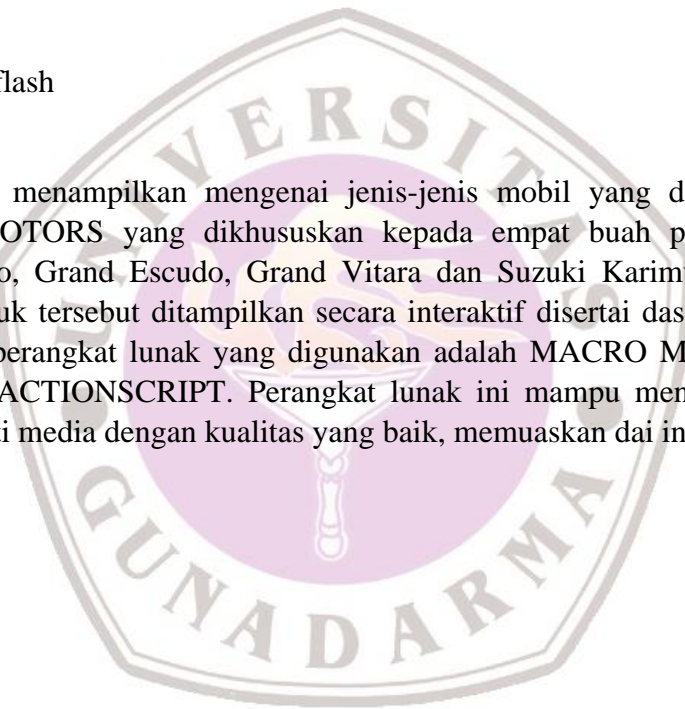 flash
menampilkan mengenai jenis-jenis mobil yang d
OTORS yang dikhususkan kepada empat buah p
o, Grand Escudo, Grand Vitara dan Suzuki Karim
uk tersebut ditampilkan secara interaktif disertai das
perangkat lunak yang digunakan adalah MACRO M
ACTIONSCRIPT. Perangkat lunak ini mampu men
ti media dengan kualitas yang baik, memuaskan dai in
UNIVERSITAS
GUNADARMA